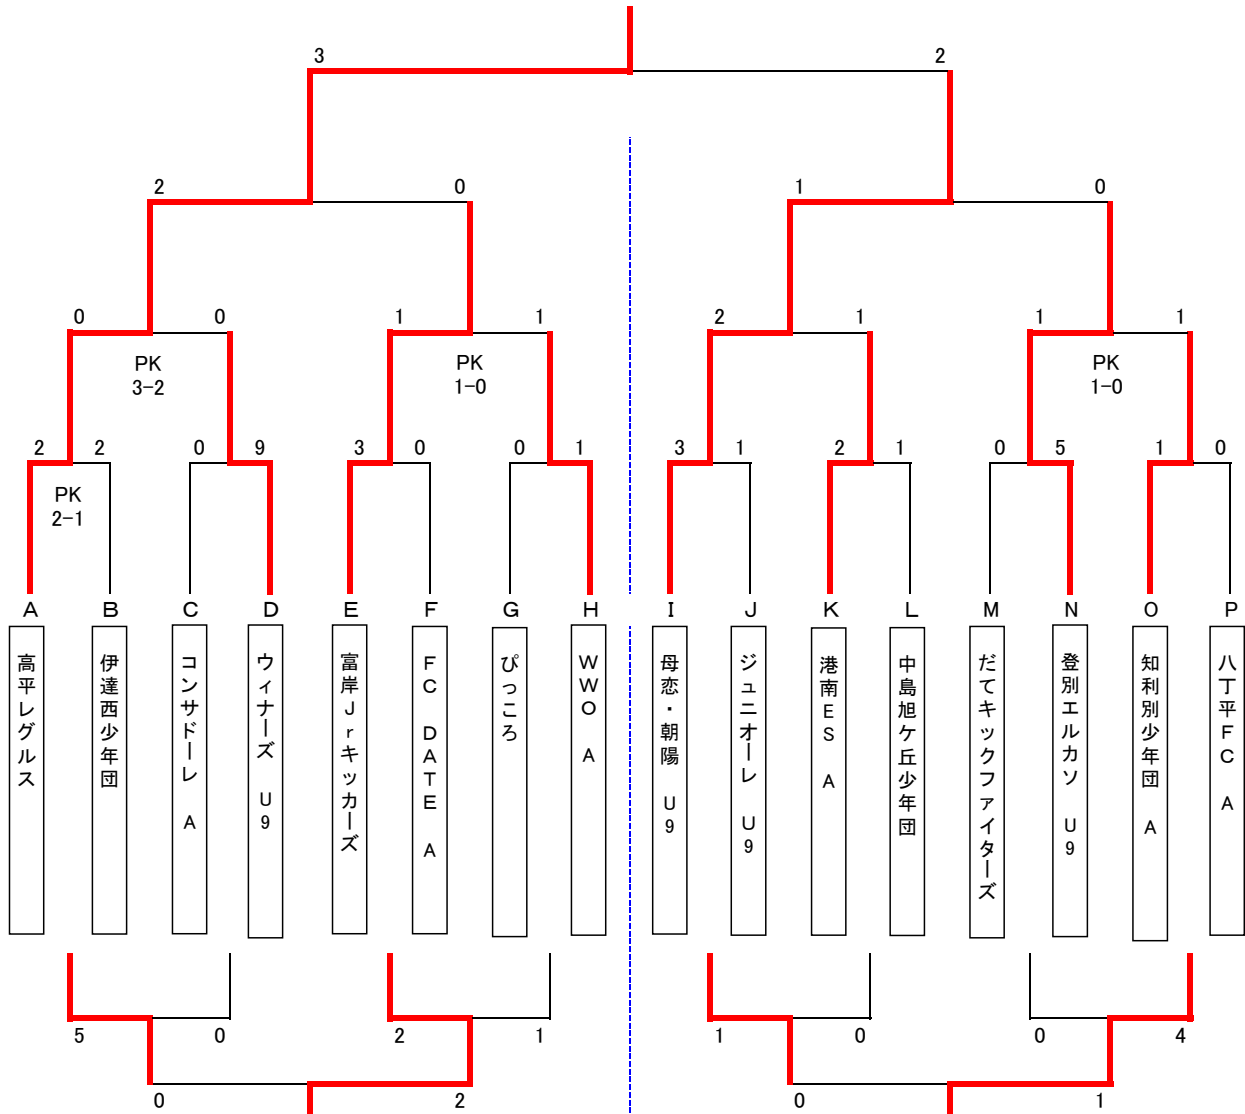 3 2
2 0 1 0
0 0 1 1 2 1 1 1
PK PK PK
3-2 1-0 1-0
2 2 0 9 3 0 0 1 3 1 2 1 0 5 1 0
PK
2-1
A B C D E F G H I J K L M N O P
高平レグルス
伊達西少年団
コンサドーレ A
ウィナーズ U9
富岸Jrキッカーズ
FC DATE A
ぴっころ
WWO A
母恋・朝陽 U9
ジュニオーレ U9
港南ES A
中島旭ケ丘少年団
だてキックファイターズ
登別エルカソ U9
知利別少年団 A
八丁平FC A
5 0 2 1 1 0 0 4
0 2 0 1